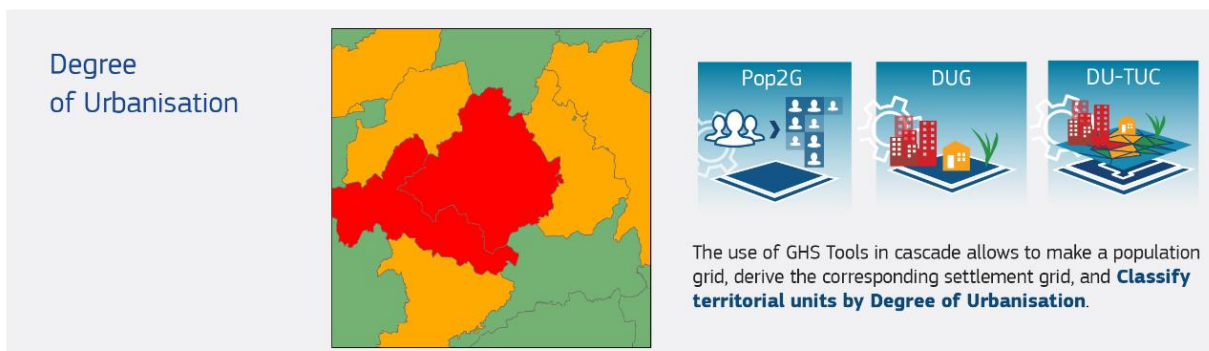 Degree
of Urbanisation
Pop2G
DUG
DU-TUC
The use of GHS Tools in cascade allows to make a population
grid, derive the corresponding settlement grid, and Classify
territorial units by Degree of Urbanisation.